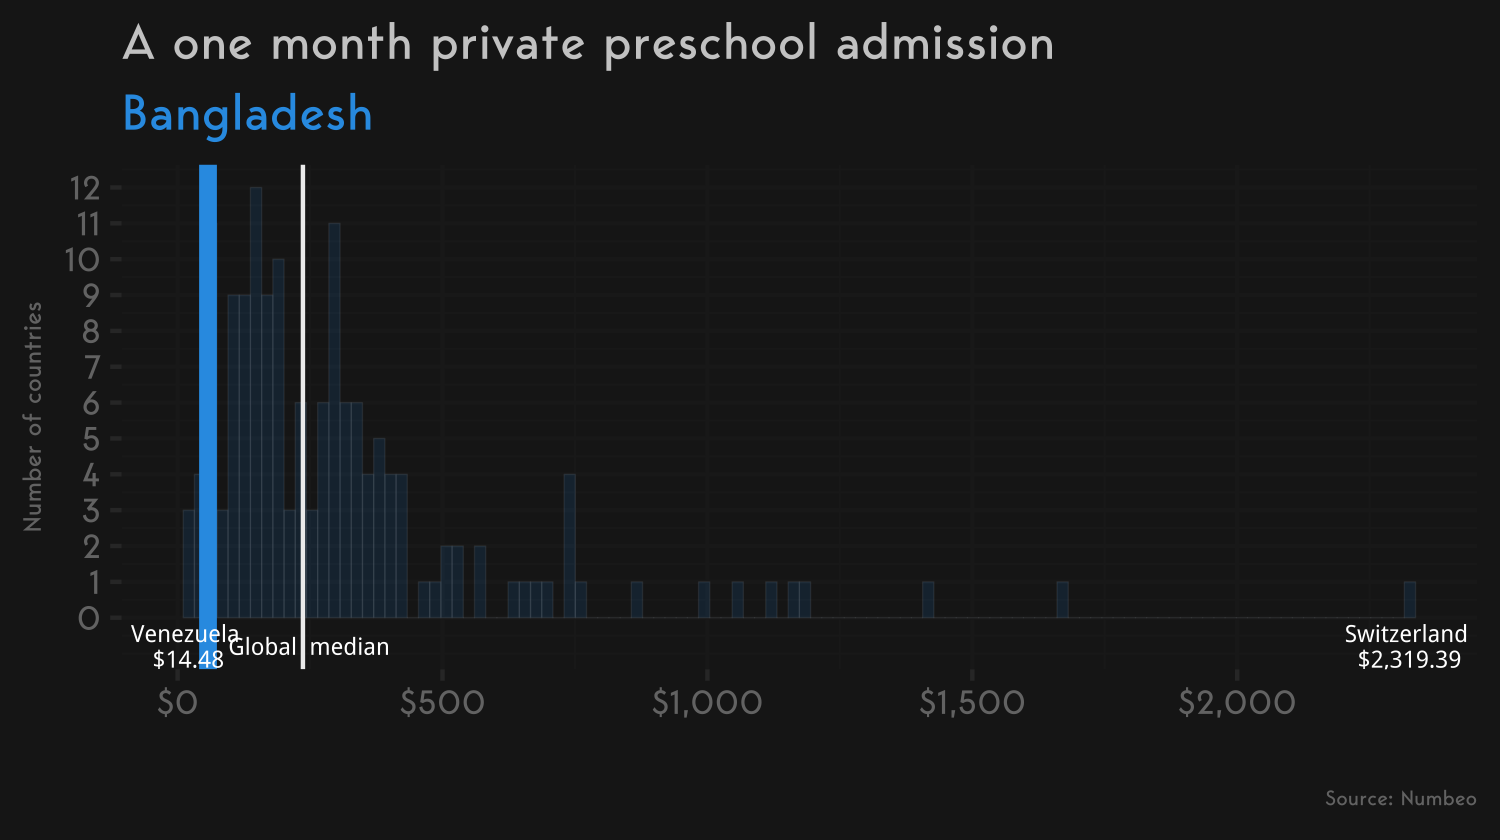 A one month private preschool admission
Bangladesh
Number of countries
12
11
10
9
8
7
6
5
4
3
2
1
0
Venezuela
$14.48
Global median
Switzerland
$2,319.39
$0 $500 $1,000 $1,500 $2,000
Source: Numbeo